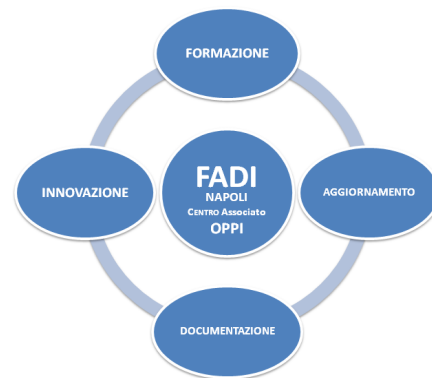 FORMAZIONE
INNOVAZIONE
FADI
NAPOLI
CENTRO Associato
OPPI
AGGIORNAMENTO
DOCUMENTAZIONE